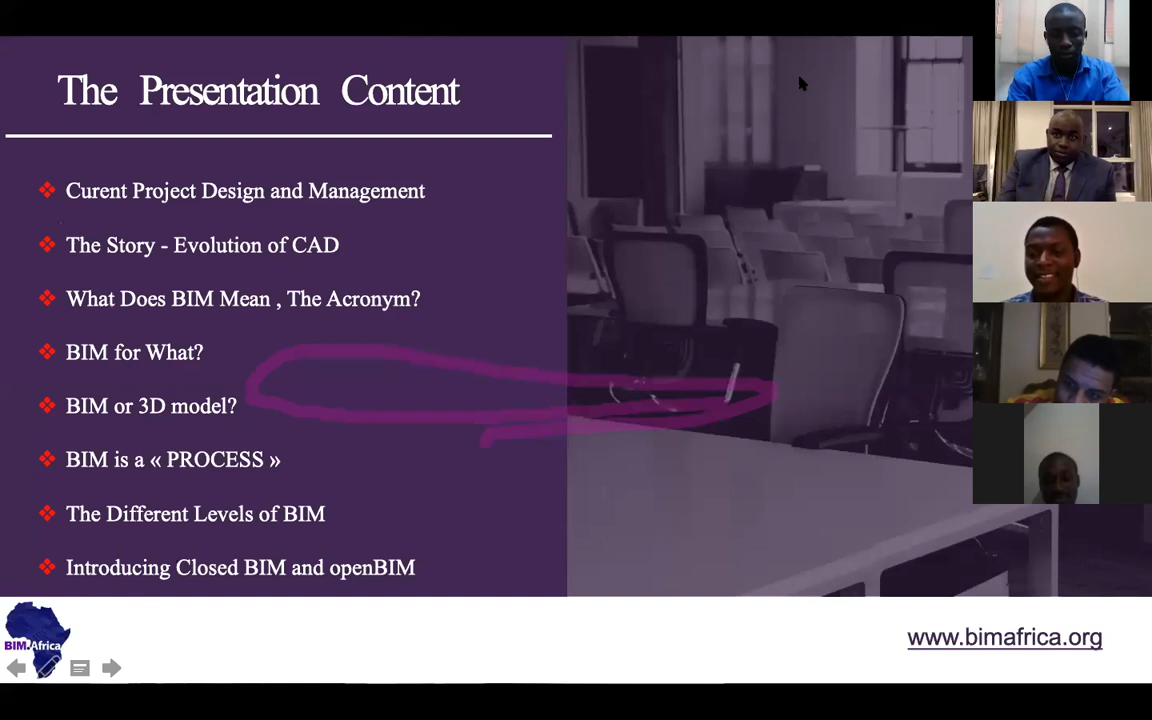 The Presentation Content
Curent Project Design and Management
The Story - Evolution of CAD
What Does BIM Mean , The Acronym?
BIM for What?
BIM or 3D model?
BIM is a « PROCESS »
The Different Levels of BIM
Introducing Closed BIM and openBIM
BIM Africa
www.bimafrica.org